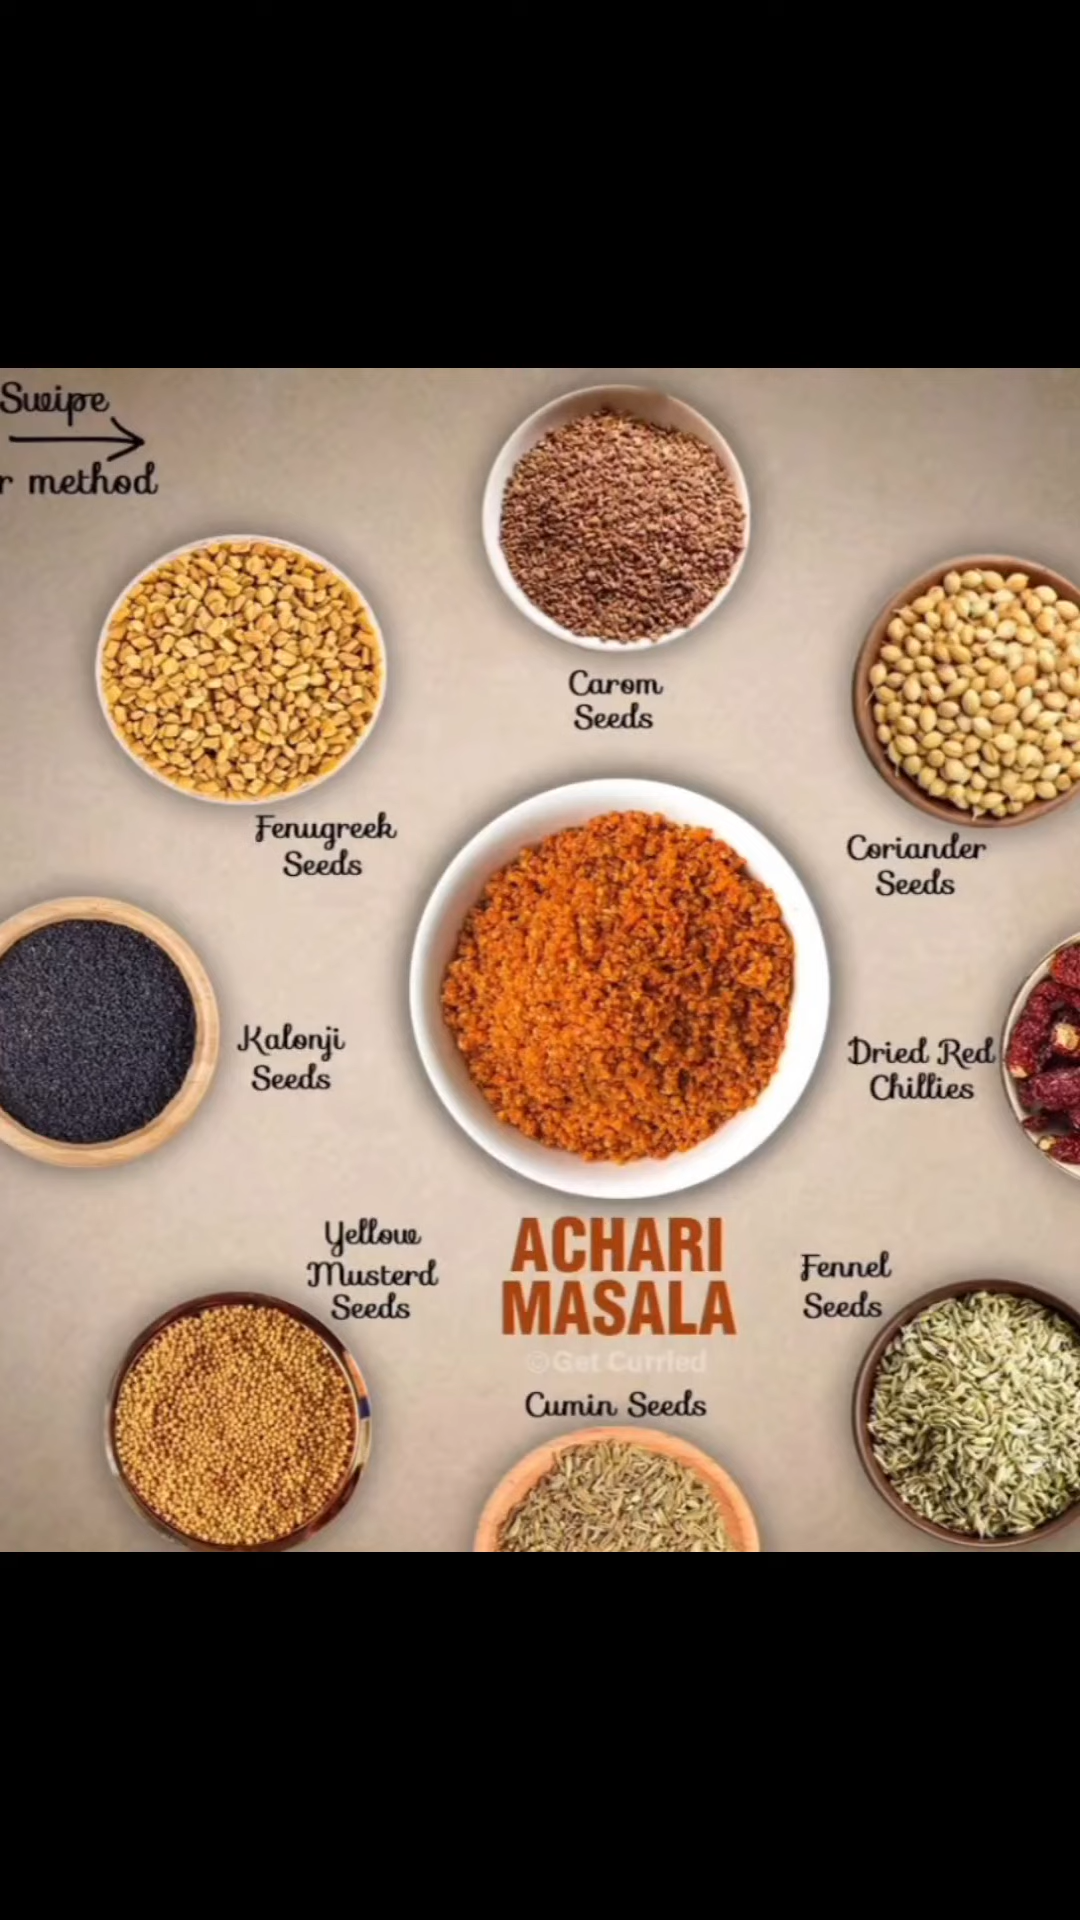 Swipe
r method
Carom
Seeds
Fenugreek
Seeds
Coriander
Seeds
Kalonji
Seeds
Dried Red
Chillies
Yellow
Musterd
Seeds
ACHARI
MASALA
©Get Curried
Fennel
Seeds
Cumin Seeds